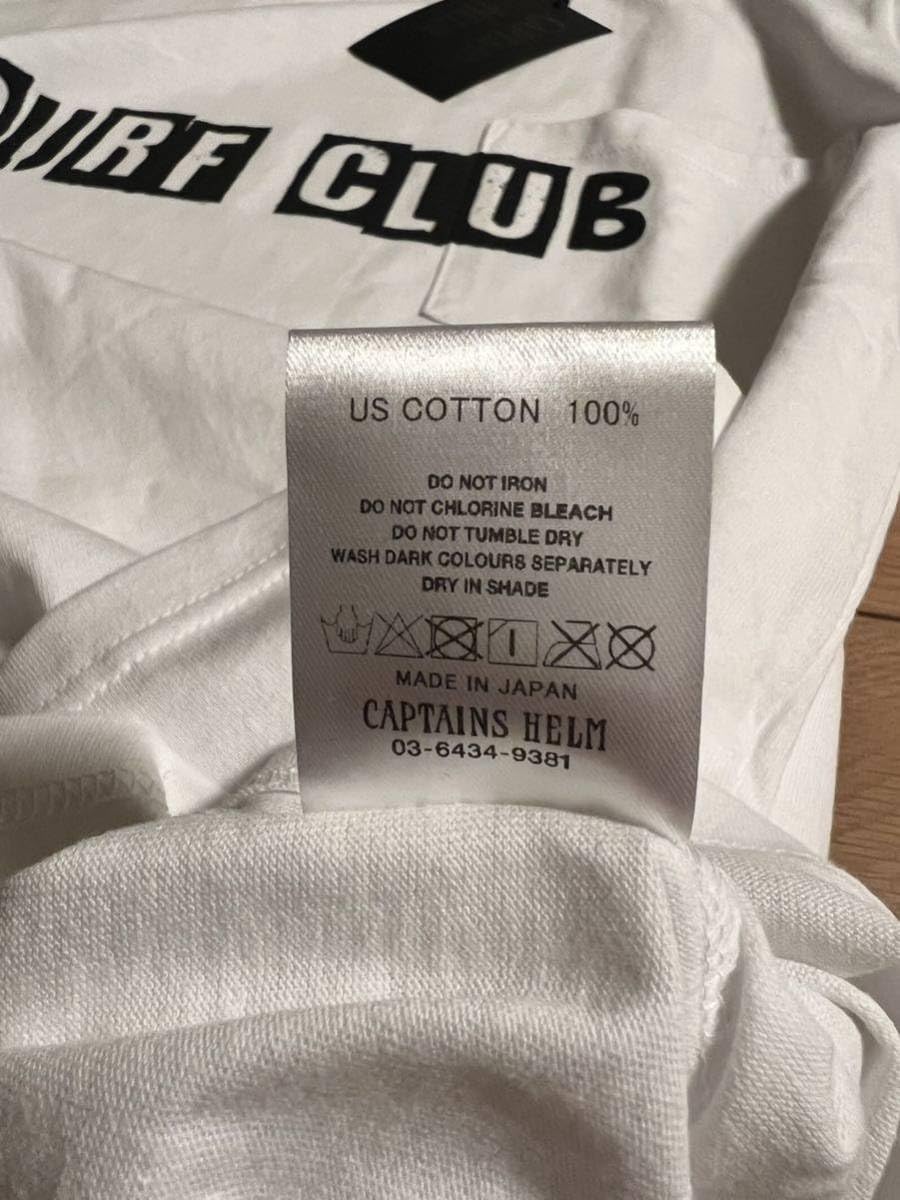 URF CLUB
US COTTON 100%
DO NOT IRON
DO NOT CHLORINE BLEACH
DO NOT TUMBLE DRY
WASH DARK COLOURS SEPARATELY
DRY IN SHADE
MADE IN JAPAN
CAPTAINS HELM
03-6434-9381